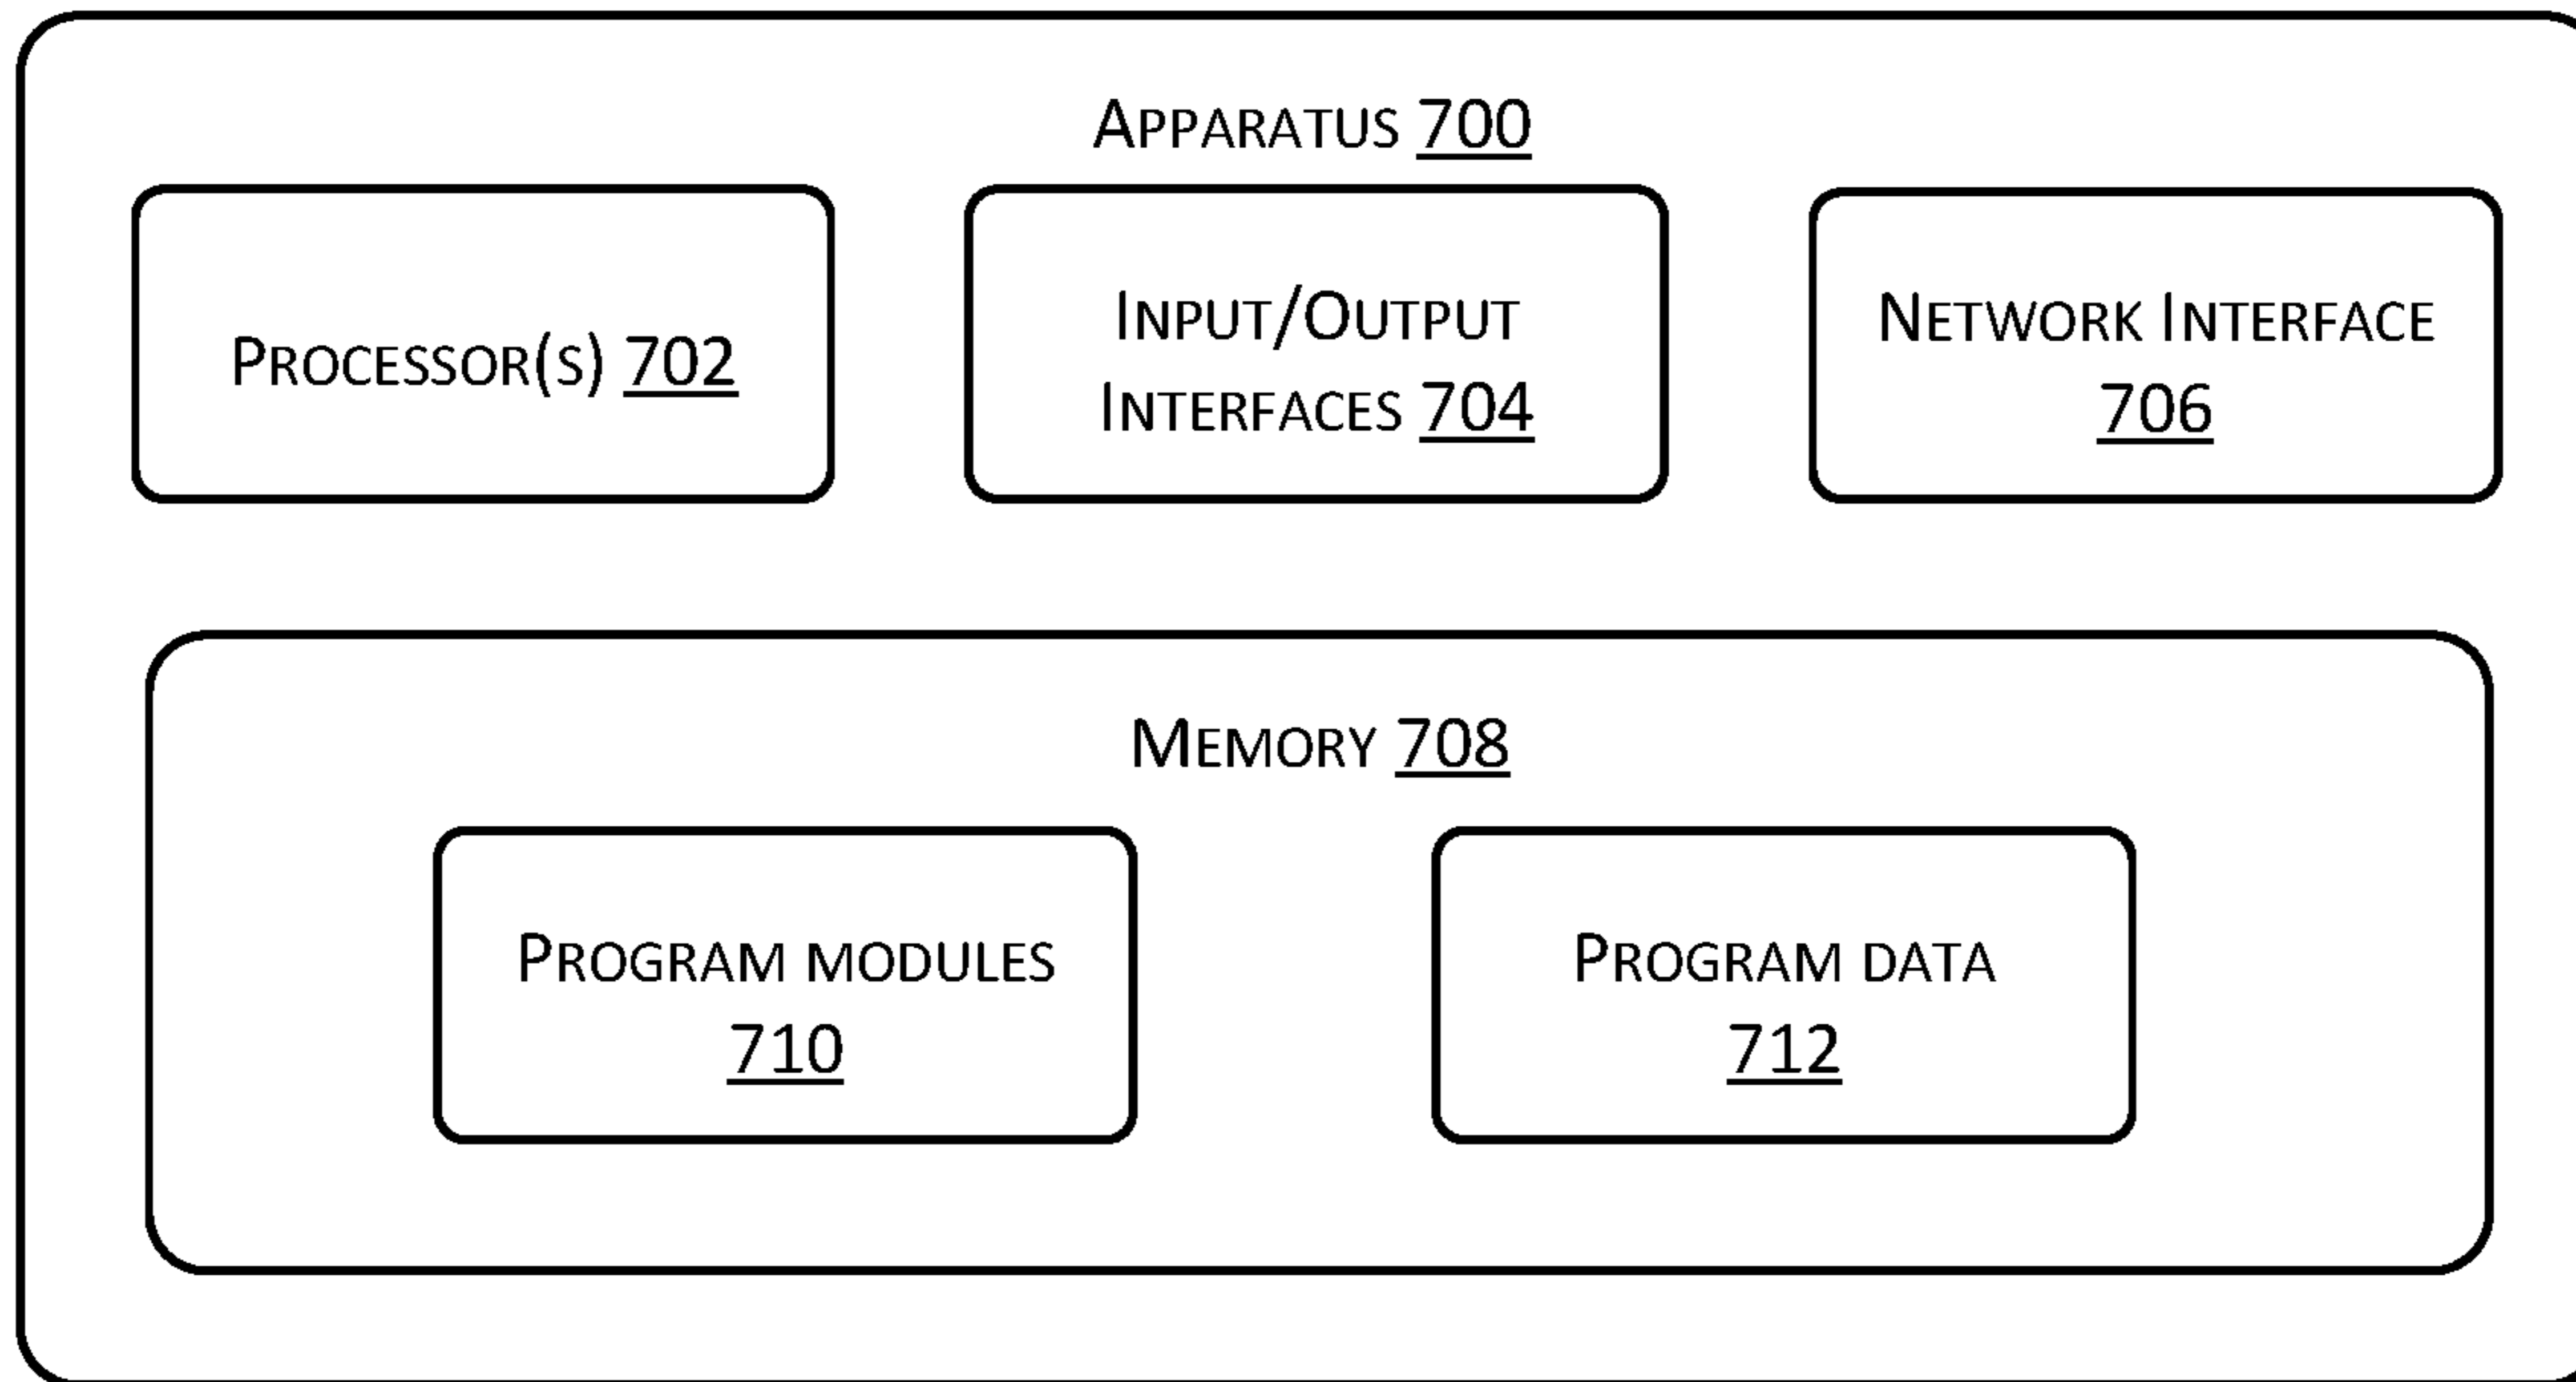 APPARATUS 700
PROCESSOR(S) 702
INPUT/OUTPUT
INTERFACES 704
NETWORK INTERFACE
706
MEMORY 708
PROGRAM MODULES
710
PROGRAM DATA
712